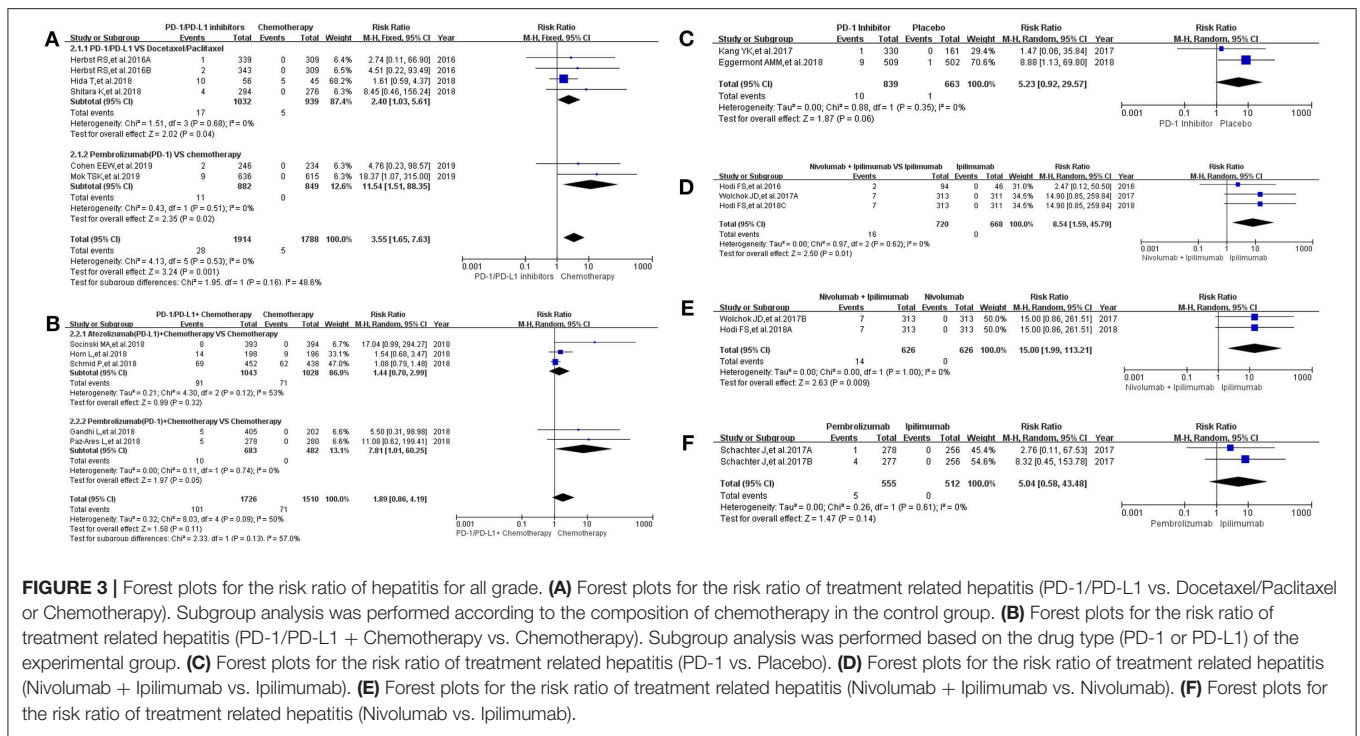 A
PD-1/PD-L1 inhibitors Chemotherapy Risk Ratio Risk Ratio
Study or Subgroup Events Total Events Total Weight M-H, Fixed, 95% CI Year M-H, Fixed, 95% CI
2.1.1 PD-1/PD-L1 VS Docetaxel/Paclitaxel
Herbst RS,et.al.2016A 1 339 0 309 6.4% 2.74 [0.11, 66.90] 2016
Herbst RS,et.al.2016B 2 343 0 309 6.5% 4.51 [0.22, 93.49] 2016
Hida T,et.al.2018 10 56 5 45 68.2% 1.61 [0.59, 4.37] 2018
Shitara K,et.al.2018 4 294 0 276 6.3% 8.45 [0.46, 156.24] 2018
Subtotal (95% CI) 1032 939 87.4% 2.40 [1.03, 5.61]
Total events 17 5
Heterogeneity: Chi² = 1.51, df = 3 (P = 0.68); I² = 0%
Test for overall effect: Z = 2.02 (P = 0.04)
2.1.2 Pembrolizumab(PD-1) VS chemotherapy
Cohen EEW,et.al.2019 2 246 0 234 6.3% 4.76 [0.23, 98.57] 2019
Mok TSK,et.al.2019 9 636 0 615 6.3% 18.37 [1.07, 315.00] 2019
Subtotal (95% CI) 882 849 12.6% 11.54 [1.51, 88.35]
Total events 11 0
Heterogeneity: Chi² = 0.43, df = 1 (P = 0.51); I² = 0%
Test for overall effect: Z = 2.35 (P = 0.02)
Total (95% CI) 1914 1788 100.0% 3.55 [1.65, 7.63]
Total events 28 5
Heterogeneity: Chi² = 4.13, df = 5 (P = 0.53); I² = 0%
Test for overall effect: Z = 3.24 (P = 0.001)
Test for subgroup differences: Chi² = 1.95, df = 1 (P = 0.16), I² = 48.6%
0.001 0.1 1 10 1000
PD-1/PD-L1 inhibitors Chemotherapy
B
PD-1/PD-L1+ Chemotherapy Chemotherapy Risk Ratio Risk Ratio
Study or Subgroup Events Total Events Total Weight M-H, Random, 95% CI Year M-H, Random, 95% CI
2.2.1 Atezolizumab(PD-L1)+Chemotherapy VS Chemotherapy
Socinski MA,et.al.2018 8 393 0 394 6.7% 17.04 [0.99, 294.27] 2018
Horn L,et.al.2018 14 198 9 196 33.1% 1.54 [0.68, 3.47] 2018
Schmid P,et.al.2018 69 452 62 438 47.0% 1.08 [0.79, 1.48] 2018
Subtotal (95% CI) 1043 1028 86.9% 1.44 [0.70, 2.99]
Total events 91 71
Heterogeneity: Tau² = 0.21; Chi² = 4.30, df = 2 (P = 0.12); I² = 53%
Test for overall effect: Z = 0.99 (P = 0.32)
2.2.2 Pembrolizumab(PD-1)+Chemotherapy VS Chemotherapy
Gandhi L,et.al.2018 5 405 0 202 6.6% 5.50 [0.31, 98.98] 2018
Paz-Ares L,et.al.2018 5 278 0 280 6.6% 11.08 [0.62, 199.41] 2018
Subtotal (95% CI) 683 482 13.1% 7.81 [1.01, 60.25]
Total events 10 0
Heterogeneity: Tau² = 0.00; Chi² = 0.11, df = 1 (P = 0.74); I² = 0%
Test for overall effect: Z = 1.97 (P = 0.05)
Total (95% CI) 1726 1510 100.0% 1.89 [0.86, 4.19]
Total events 101 71
Heterogeneity: Tau² = 0.32; Chi² = 8.03, df = 4 (P = 0.09); I² = 50%
Test for overall effect: Z = 1.58 (P = 0.11)
Test for subgroup differences: Chi² = 2.33, df = 1 (P = 0.13), I² = 57.0%
0.001 0.1 1 10 1000
PD-1/PD-L1+ Chemotherapy Chemotherapy
C
PD-1 Inhibitor Placebo Risk Ratio Risk Ratio
Study or Subgroup Events Total Events Total Weight M-H, Random, 95% CI Year M-H, Random, 95% CI
Kang YK,et.al.2017 1 330 0 161 29.4% 1.47 [0.06, 35.84] 2017
Eggermont AMM,et.al.2018 9 509 1 502 70.6% 8.88 [1.13, 69.80] 2018
Total (95% CI) 839 663 100.0% 5.23 [0.92, 29.57]
Total events 10 1
Heterogeneity: Tau² = 0.00; Chi² = 0.88, df = 1 (P = 0.35); I² = 0%
Test for overall effect: Z = 1.87 (P = 0.06)
0.001 0.1 1 10 1000
PD-1 Inhibitor Placebo
D
Nivolumab + Ipilimumab VS Ipilimumab Ipilimumab Risk Ratio Risk Ratio
Study or Subgroup Events Total Events Total Weight M-H, Random, 95% CI Year M-H, Random, 95% CI
Hodi FS,et.al.2016 2 94 0 46 31.0% 2.47 [0.12, 50.50] 2016
Wolchok JD,et.al.2017A 7 313 0 311 34.5% 14.90 [0.85, 259.84] 2017
Hodi FS,et.al.2018C 7 313 0 311 34.5% 14.90 [0.85, 259.84] 2018
Total (95% CI) 720 668 100.0% 8.54 [1.59, 45.79]
Total events 16 0
Heterogeneity: Tau² = 0.00; Chi² = 0.97, df = 2 (P = 0.62); I² = 0%
Test for overall effect: Z = 2.50 (P = 0.01)
0.001 0.1 1 10 1000
Nivolumab + Ipilimumab Ipilimumab
E
Nivolumab + Ipilimumab Nivolumab Risk Ratio Risk Ratio
Study or Subgroup Events Total Events Total Weight M-H, Random, 95% CI Year M-H, Random, 95% CI
Wolchok JD,et.al.2017B 7 313 0 313 50.0% 15.00 [0.86, 261.51] 2017
Hodi FS,et.al.2018A 7 313 0 313 50.0% 15.00 [0.86, 261.51] 2018
Total (95% CI) 626 626 100.0% 15.00 [1.99, 113.21]
Total events 14 0
Heterogeneity: Tau² = 0.00; Chi² = 0.00, df = 1 (P = 1.00); I² = 0%
Test for overall effect: Z = 2.63 (P = 0.009)
0.001 0.1 1 10 1000
Nivolumab + Ipilimumab Ipilimumab
F
Pembrolizumab Ipilimumab Risk Ratio Risk Ratio
Study or Subgroup Events Total Events Total Weight M-H, Random, 95% CI Year M-H, Random, 95% CI
Schachter J,et.al.2017A 1 278 0 256 45.4% 2.76 [0.11, 67.53] 2017
Schachter J,et.al.2017B 4 277 0 256 54.6% 8.32 [0.45, 153.78] 2017
Total (95% CI) 555 512 100.0% 5.04 [0.58, 43.48]
Total events 5 0
Heterogeneity: Tau² = 0.00; Chi² = 0.26, df = 1 (P = 0.61); I² = 0%
Test for overall effect: Z = 1.47 (P = 0.14)
0.001 0.1 1 10 1000
Pembrolizumab Ipilimumab
FIGURE 3 | Forest plots for the risk ratio of hepatitis for all grade. (A) Forest plots for the risk ratio of treatment related hepatitis (PD-1/PD-L1 vs. Docetaxel/Paclitaxel
or Chemotherapy). Subgroup analysis was performed according to the composition of chemotherapy in the control group. (B) Forest plots for the risk ratio of
treatment related hepatitis (PD-1/PD-L1 + Chemotherapy vs. Chemotherapy). Subgroup analysis was performed based on the drug type (PD-1 or PD-L1) of the
experimental group. (C) Forest plots for the risk ratio of treatment related hepatitis (PD-1 vs. Placebo). (D) Forest plots for the risk ratio of treatment related hepatitis
(Nivolumab + Ipilimumab vs. Ipilimumab). (E) Forest plots for the risk ratio of treatment related hepatitis (Nivolumab + Ipilimumab vs. Nivolumab). (F) Forest plots for
the risk ratio of treatment related hepatitis (Nivolumab vs. Ipilimumab).